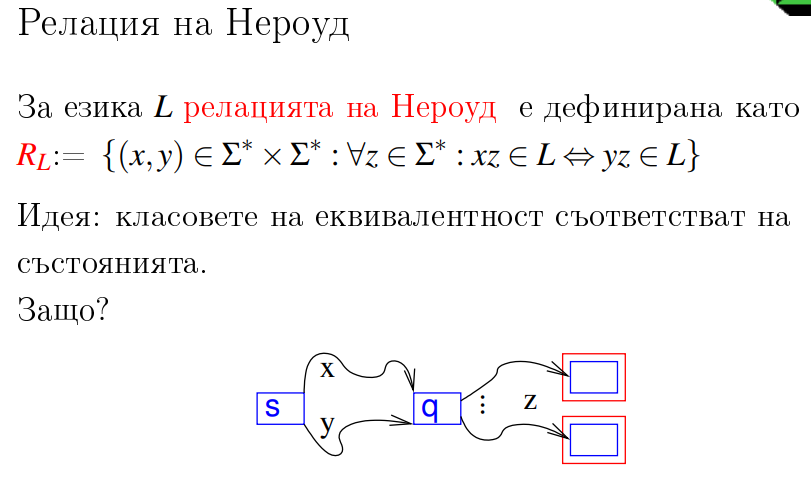 Релация на Нероуд
За езика L релацията на Нероуд е дефинирана като
R_L:= {(x,y) ∈ Σ* × Σ* : ∀z ∈ Σ* : xz ∈ L ⇔ yz ∈ L}
Идея: класовете на еквивалентност съответстват на
състоянията.
Защо?
x
s q ⋮ z
y